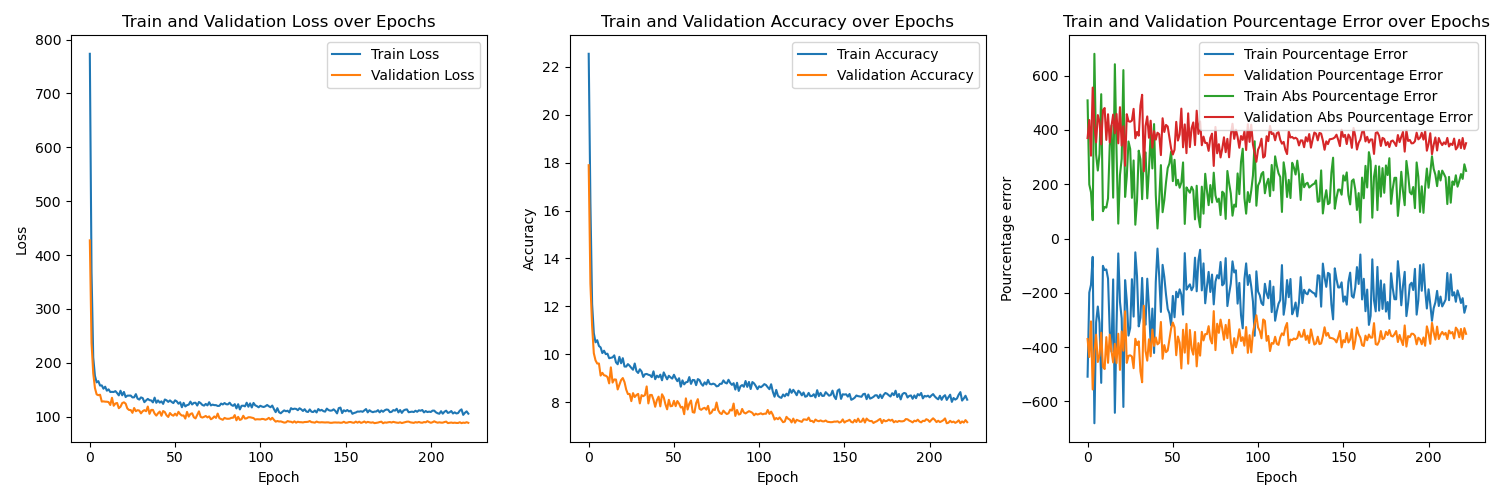 Train and Validation Loss over Epochs
800
700
600
500
400
300
200
100
Loss
0
50
100
150
200
Epoch
Train Loss
Validation Loss
Train and Validation Accuracy over Epochs
22
20
18
16
14
12
10
8
Accuracy
0
50
100
150
200
Epoch
Train Accuracy
Validation Accuracy
Train and Validation Pourcentage Error over Epochs
600
400
200
0
−200
−400
−600
Pourcentage error
0
50
100
150
200
Epoch
Train Pourcentage Error
Validation Pourcentage Error
Train Abs Pourcentage Error
Validation Abs Pourcentage Error